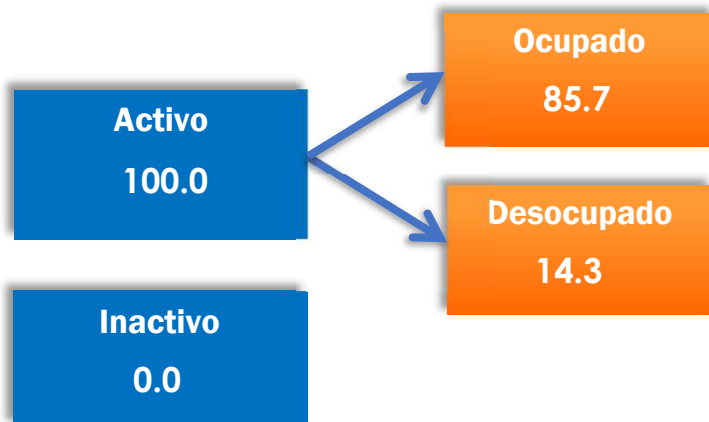 Activo
100.0
Ocupado
85.7
Desocupado
14.3
Inactivo
0.0